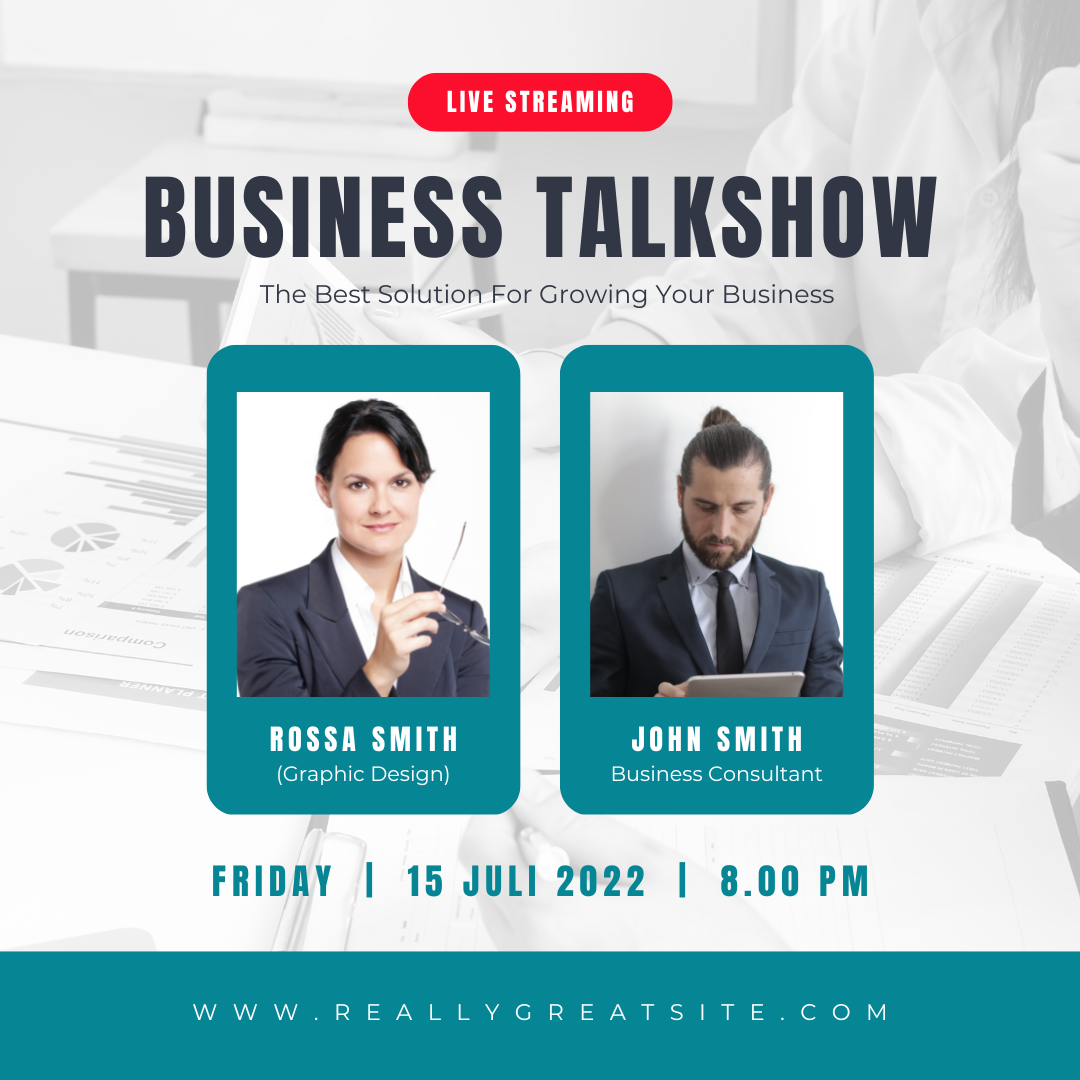 LIVE STREAMING
BUSINESS TALKSHOW
The Best Solution For Growing Your Business
Comparison
ROSSA SMITH
(Graphic Design)
JOHN SMITH
Business Consultant
FRIDAY | 15 JULI 2022 | 8.00 PM
WWW.REALLYGREATSITE.COM